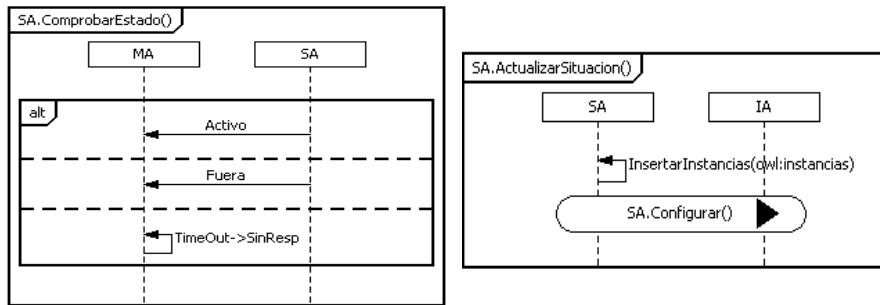 SA.ComprobarEstado()
MA
SA
alt
Activo
Fuera
TimeOut->SinResp
SA.ActualizarSituacion()
SA
IA
InsertarInstancias(owl:instancias)
SA.Configurar()